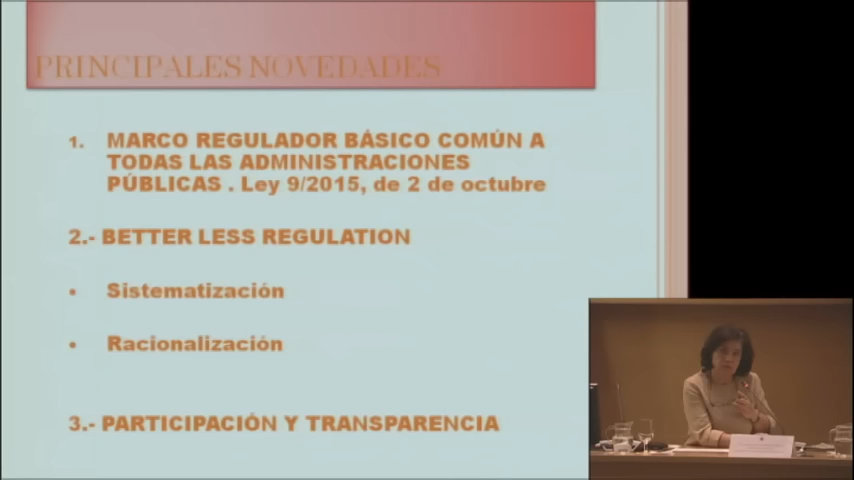 PRINCIPALES NOVEDADES
1. MARCO REGULADOR BÁSICO COMÚN A
TODAS LAS ADMINISTRACIONES
PÚBLICAS . Ley 9/2015, de 2 de octubre
2.- BETTER LESS REGULATION
• Sistematización
• Racionalización
3.- PARTICIPACIÓN Y TRANSPARENCIA